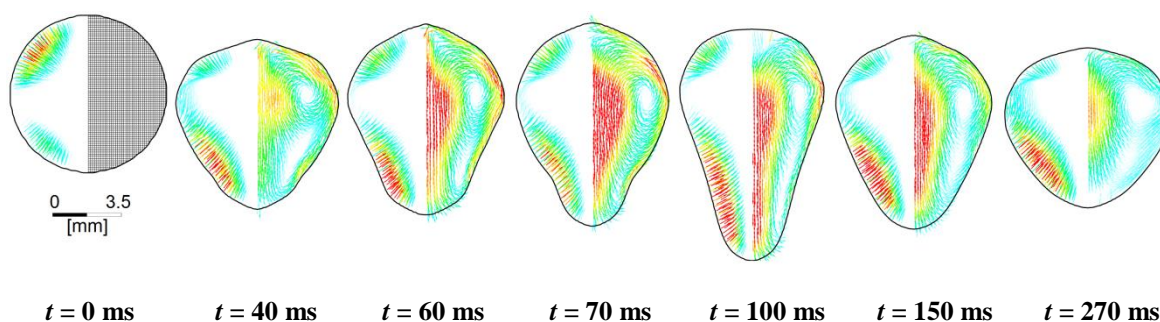 0 3.5
[mm]
t = 0 ms t = 40 ms t = 60 ms t = 70 ms t = 100 ms t = 150 ms t = 270 ms